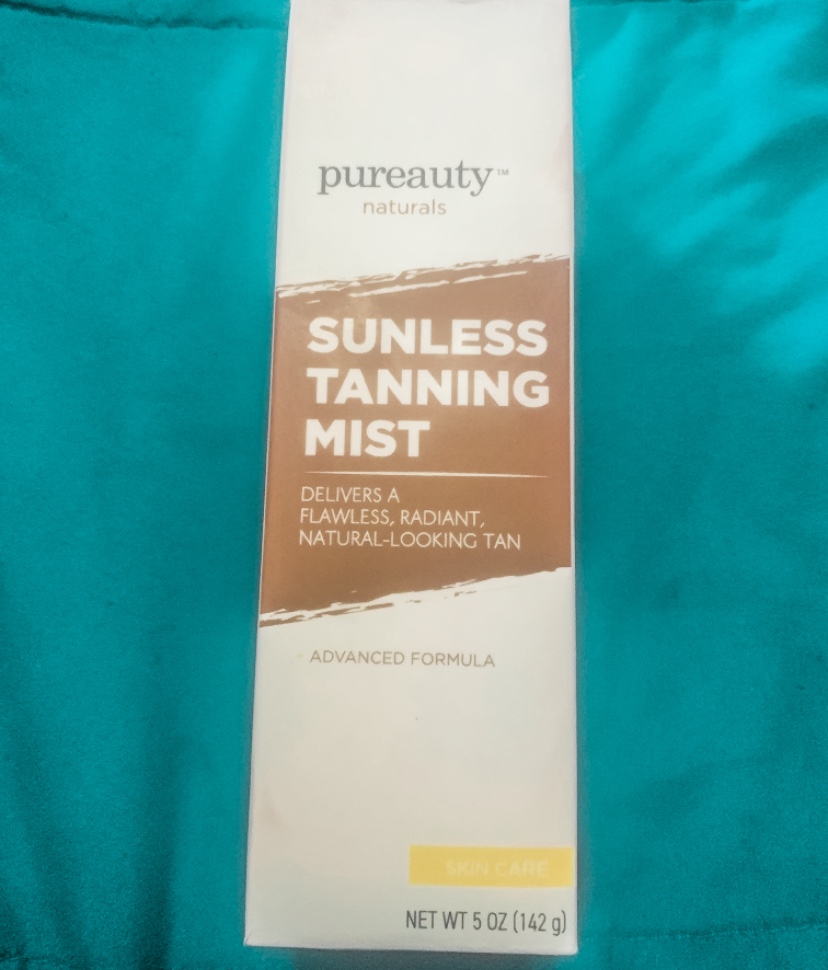 pureauty™
naturals
SUNLESS
TANNING
MIST
DELIVERS A
FLAWLESS, RADIANT,
NATURAL-LOOKING TAN
ADVANCED FORMULA
SKIN CARE
NET WT 5 OZ (142 g)